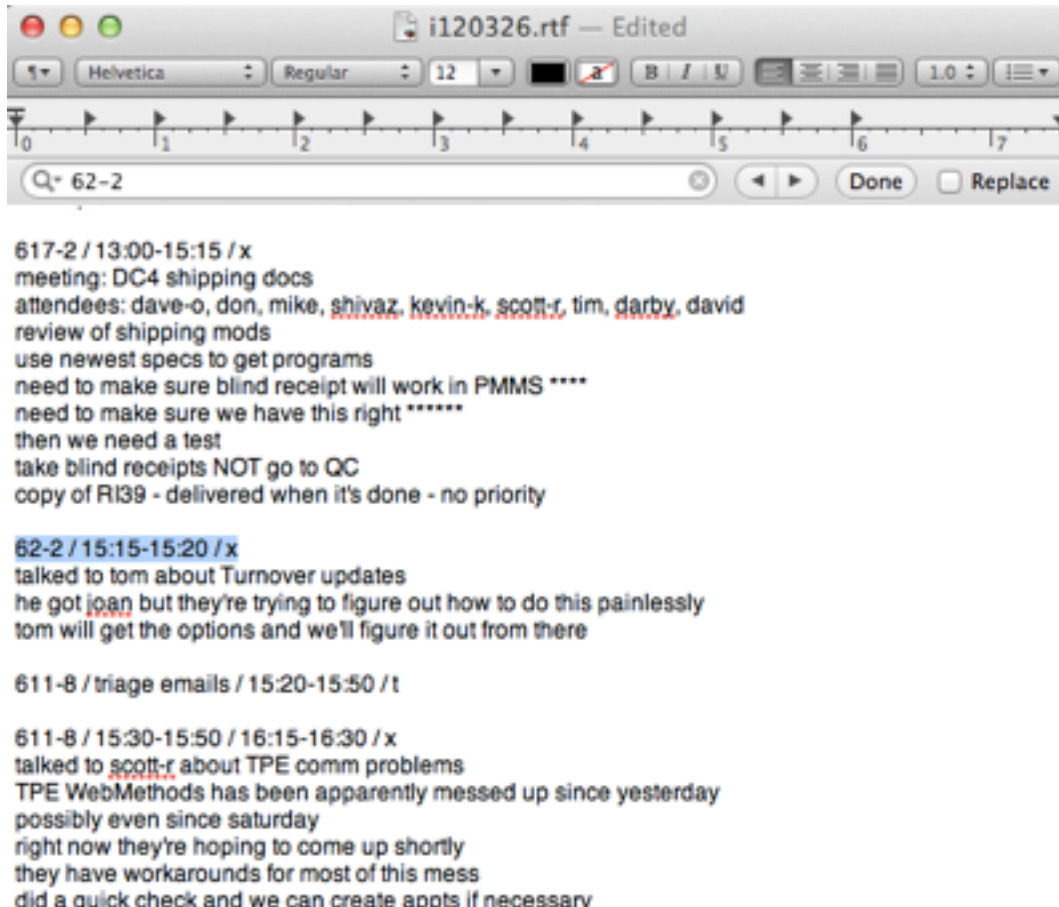 i120326.rtf — Edited
Helvetica Regular 12 a B I U 1.0
0 1 2 3 4 5 6 7
62-2 Done Replace
617-2 / 13:00-15:15 / x
meeting: DC4 shipping docs
attendees: dave-o, don, mike, shivaz, kevin-k, scott-r, tim, darby, david
review of shipping mods
use newest specs to get programs
need to make sure blind receipt will work in PMMS ****
need to make sure we have this right ******
then we need a test
take blind receipts NOT go to QC
copy of RI39 - delivered when it's done - no priority
62-2 / 15:15-15:20 / x
talked to tom about Turnover updates
he got joan but they're trying to figure out how to do this painlessly
tom will get the options and we'll figure it out from there
611-8 / triage emails / 15:20-15:50 / t
611-8 / 15:30-15:50 / 16:15-16:30 / x
talked to scott-r about TPE comm problems
TPE WebMethods has been apparently messed up since yesterday
possibly even since saturday
right now they're hoping to come up shortly
they have workarounds for most of this mess
did a quick check and we can create appts if necessary